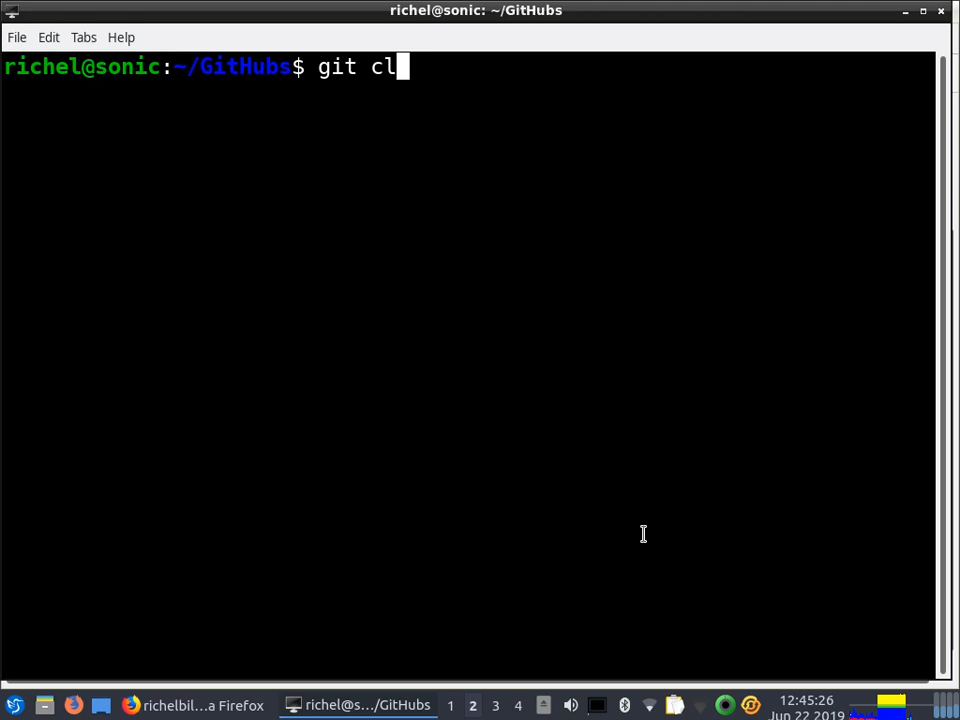 richel@sonic: ~/GitHubs
File Edit Tabs Help
richel@sonic:~/GitHubs$ git cl
richelbil…a Firefox
richel@s…/GitHubs
1 2 3 4
12:45:26
Jun 22 2019